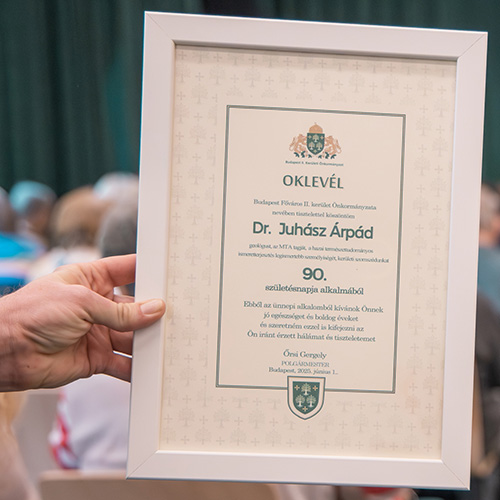 Budapest II. Kerületi Önkormányzat
OKLEVÉL
Budapest Főváros II. kerület Önkormányzata
nevében tisztelettel köszöntöm
Dr. Juhász Árpád
geológust, az MTA tagját, a hazai természettudományos
ismeretterjesztés legismertebb személyiségét, kerületi szomszédunkat
90.
születésnapja alkalmából
Ebből az ünnepi alkalomból kívánok Önnek
jó egészséget és boldog éveket
és szeretném ezzel is kifejezni az
Ön iránt érzett hálámat és tiszteletemet
Őrsi Gergely
POLGÁRMESTER
Budapest, 2025. június 1..